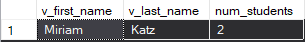 v_first_name v_last_name num_students
1 Miriam Katz 2